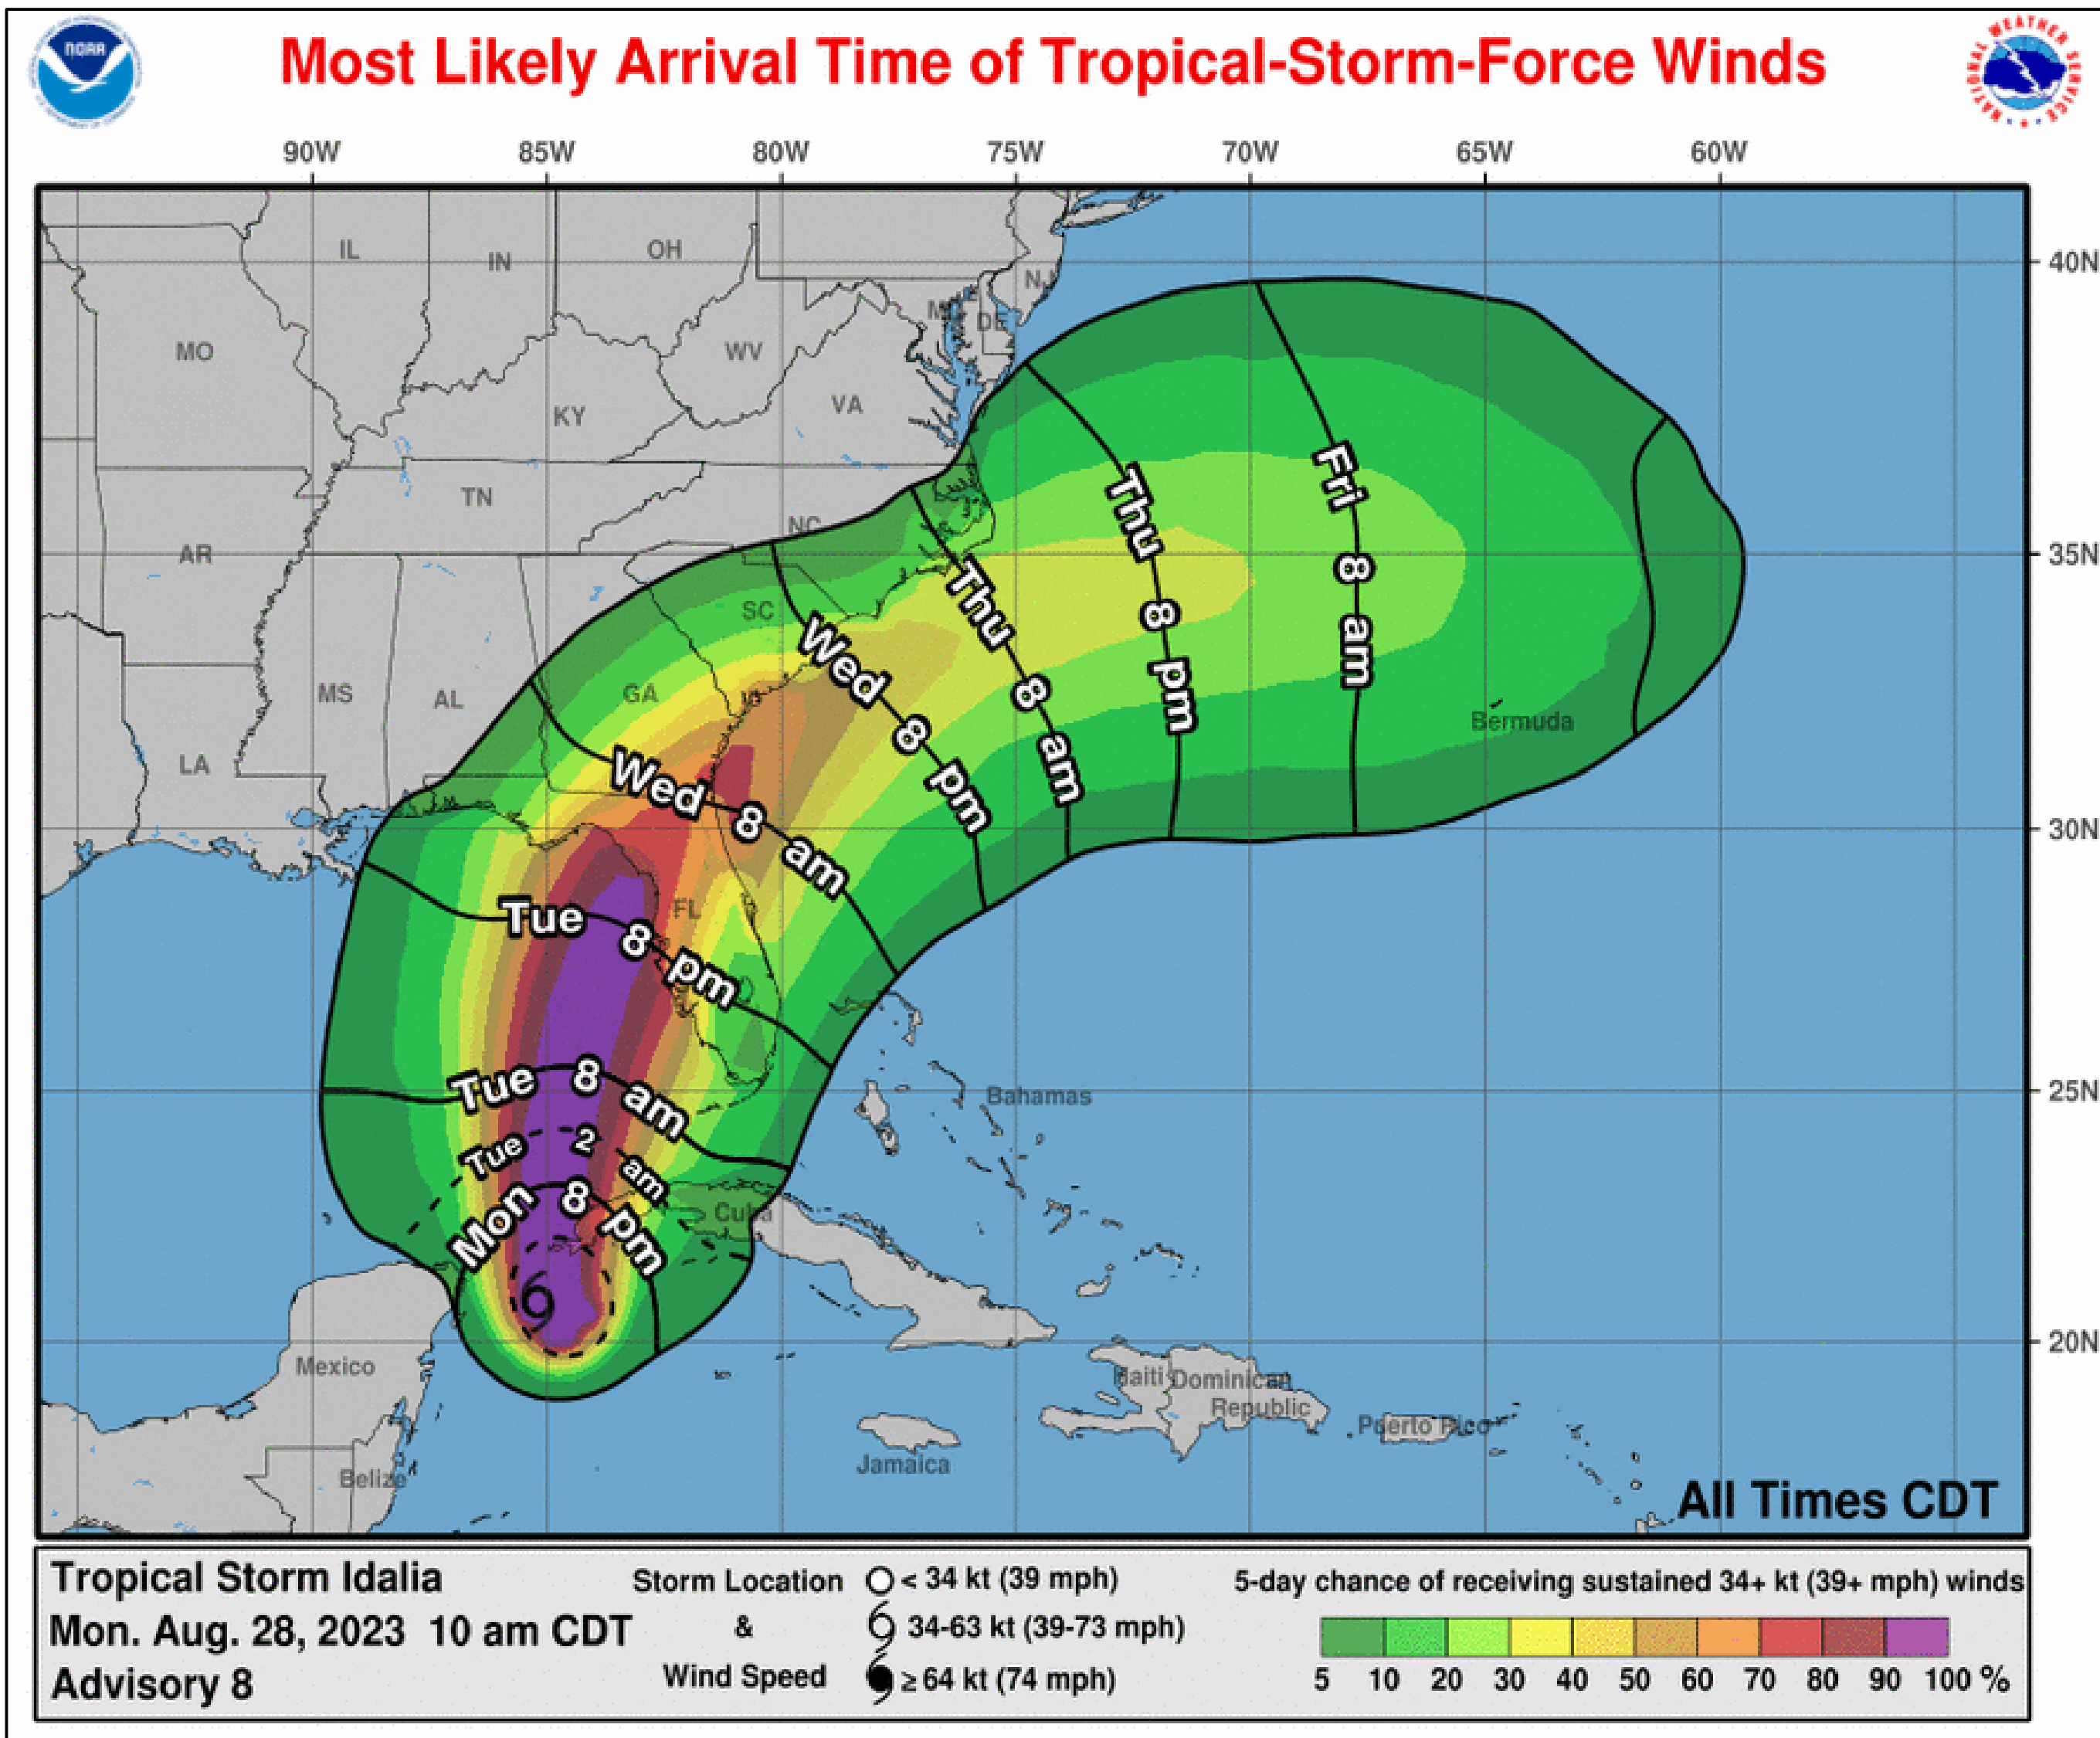 NOAA
Most Likely Arrival Time of Tropical-Storm-Force Winds
NATIONAL WEATHER SERVICE
90W 85W 80W 75W 70W 65W 60W
40N
35N
30N
25N
20N
IL
IN
OH
NJ
MO
WV
DE
KY
VA
TN
NC
AR
SC
MS
AL
GA
LA
FL
Bermuda
Bahamas
Cuba
Mexico
Belize
Haiti
Dominican
Republic
Puerto Rico
Jamaica
Fri 8 am
Thu 8 pm
Thu 8 am
Wed 8 pm
Wed 8 am
Tue 8 pm
Tue 8 am
Tue 2 am
Mon 8 pm
All Times CDT
Tropical Storm Idalia
Mon. Aug. 28, 2023 10 am CDT
Advisory 8
Storm Location
&
Wind Speed
< 34 kt (39 mph)
34-63 kt (39-73 mph)
≥ 64 kt (74 mph)
5-day chance of receiving sustained 34+ kt (39+ mph) winds
5 10 20 30 40 50 60 70 80 90 100 %